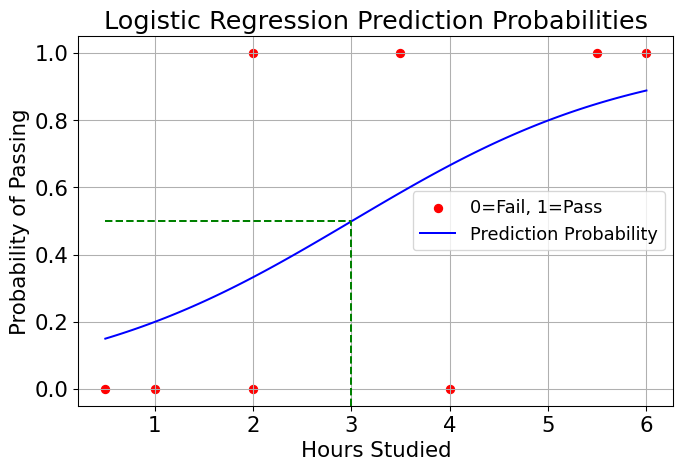 Logistic Regression Prediction Probabilities
Probability of Passing
1.0
0.8
0.6
0.4
0.2
0.0
0=Fail, 1=Pass
Prediction Probability
1 2 3 4 5 6
Hours Studied